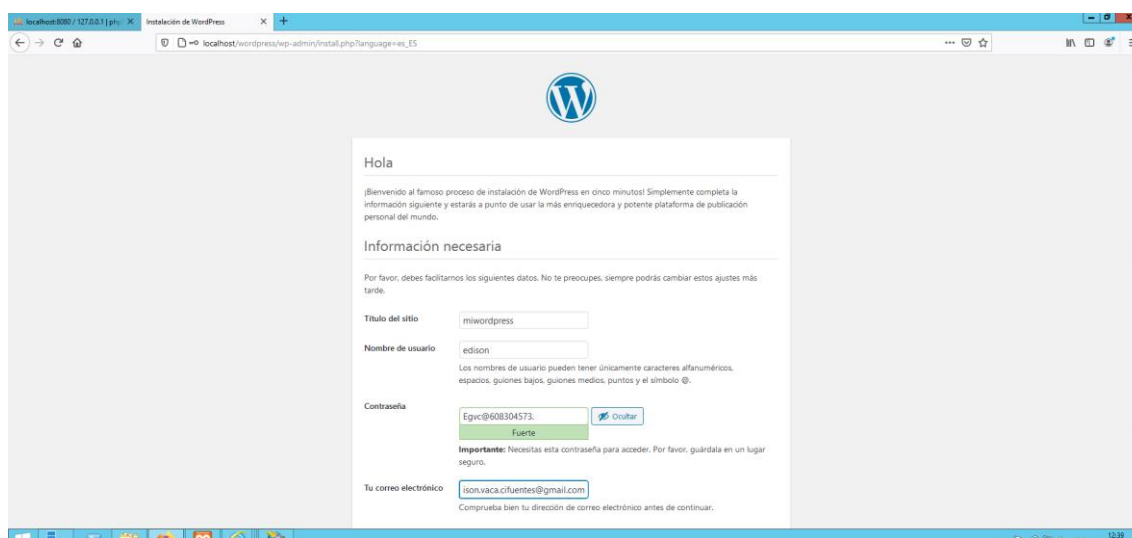 localhost:8080 / 127.0.0.1 | php
Instalación de WordPress
localhost/wordpress/wp-admin/install.php?language=es_ES
Hola
¡Bienvenido al famoso proceso de instalación de WordPress en cinco minutos! Simplemente completa la
información siguiente y estarás a punto de usar la más enriquecedora y potente plataforma de publicación
personal del mundo.
Información necesaria
Por favor, debes facilitarnos los siguientes datos. No te preocupes, siempre podrás cambiar estos ajustes más
tarde.
Título del sitio
miwordpress
Nombre de usuario
edison
Los nombres de usuario pueden tener únicamente caracteres alfanuméricos,
espacios, guiones bajos, guiones medios, puntos y el símbolo @.
Contraseña
Egvc@608304573.
Ocultar
Fuerte
Importante: Necesitas esta contraseña para acceder. Por favor, guárdala en un lugar
seguro.
Tu correo electrónico
ison.vaca.cifuentes@gmail.com
Comprueba bien tu dirección de correo electrónico antes de continuar.
12:39